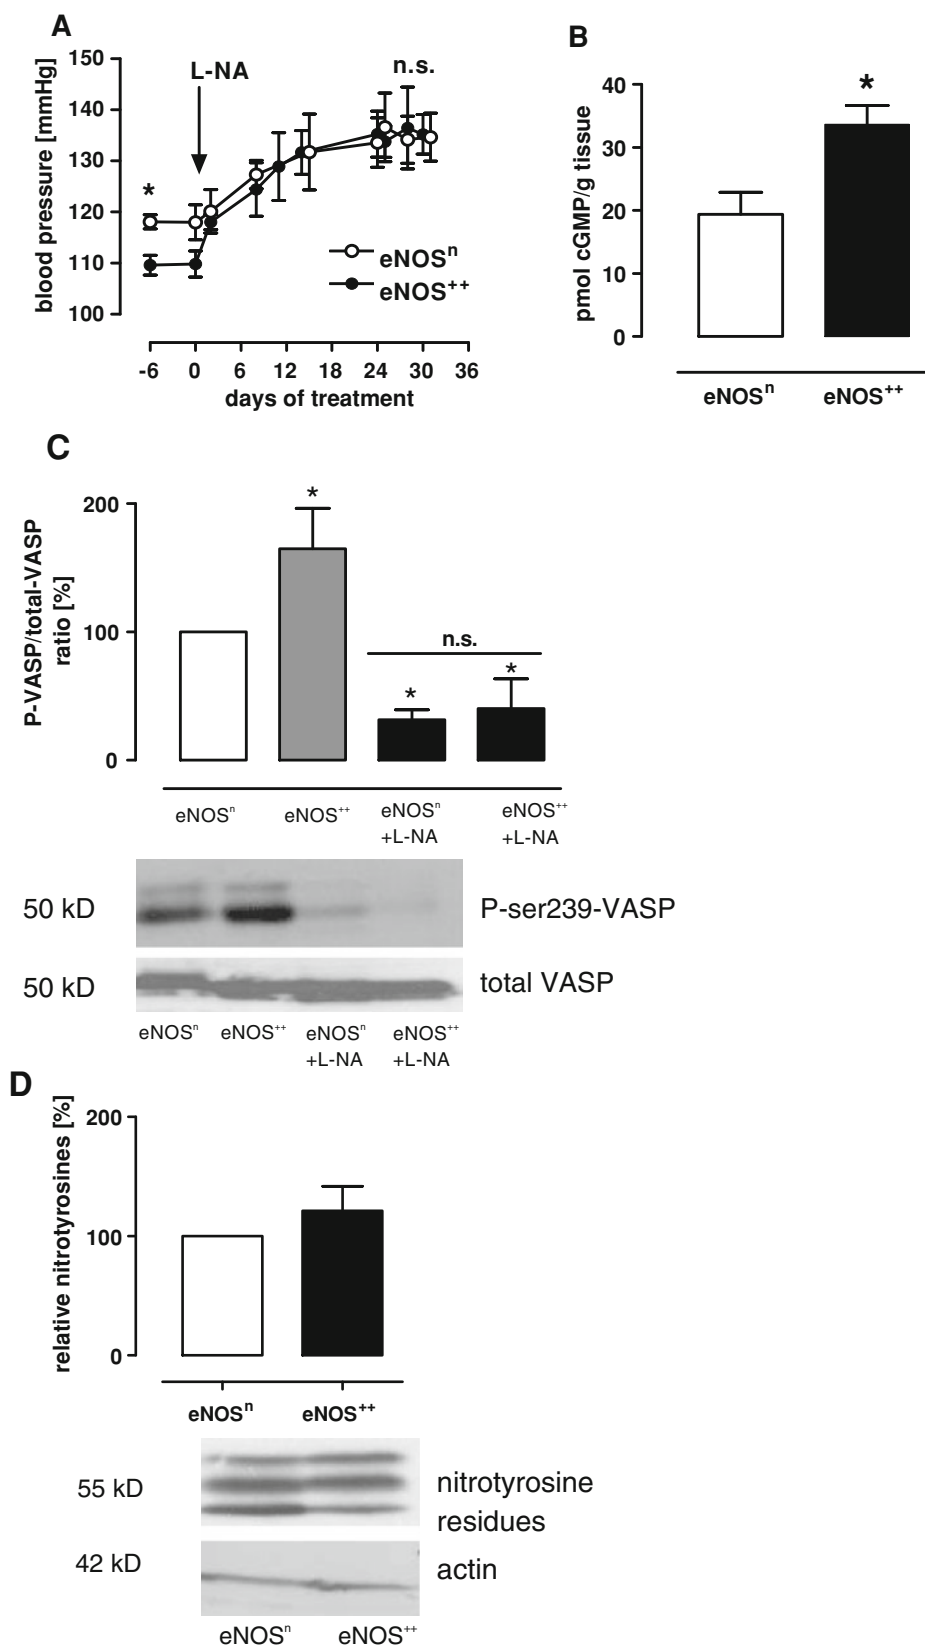 A
150
140
130
120
110
100
blood pressure [mmHg]
L-NA
n.s.
*
eNOSⁿ
eNOS⁺⁺
-6 0 6 12 18 24 30 36
days of treatment
B
40
30
20
10
0
pmol cGMP/g tissue
*
eNOSⁿ eNOS⁺⁺
C
200
100
0
P-VASP/total-VASP
ratio [%]
*
n.s.
* *
eNOSⁿ eNOS⁺⁺ eNOSⁿ eNOS⁺⁺
+L-NA +L-NA
50 kD P-ser239-VASP
50 kD total VASP
eNOSⁿ eNOS⁺⁺ eNOSⁿ eNOS⁺⁺
+L-NA +L-NA
D
200
100
0
relative nitrotyrosines [%]
eNOSⁿ eNOS⁺⁺
55 kD nitrotyrosine
residues
42 kD actin
eNOSⁿ eNOS⁺⁺